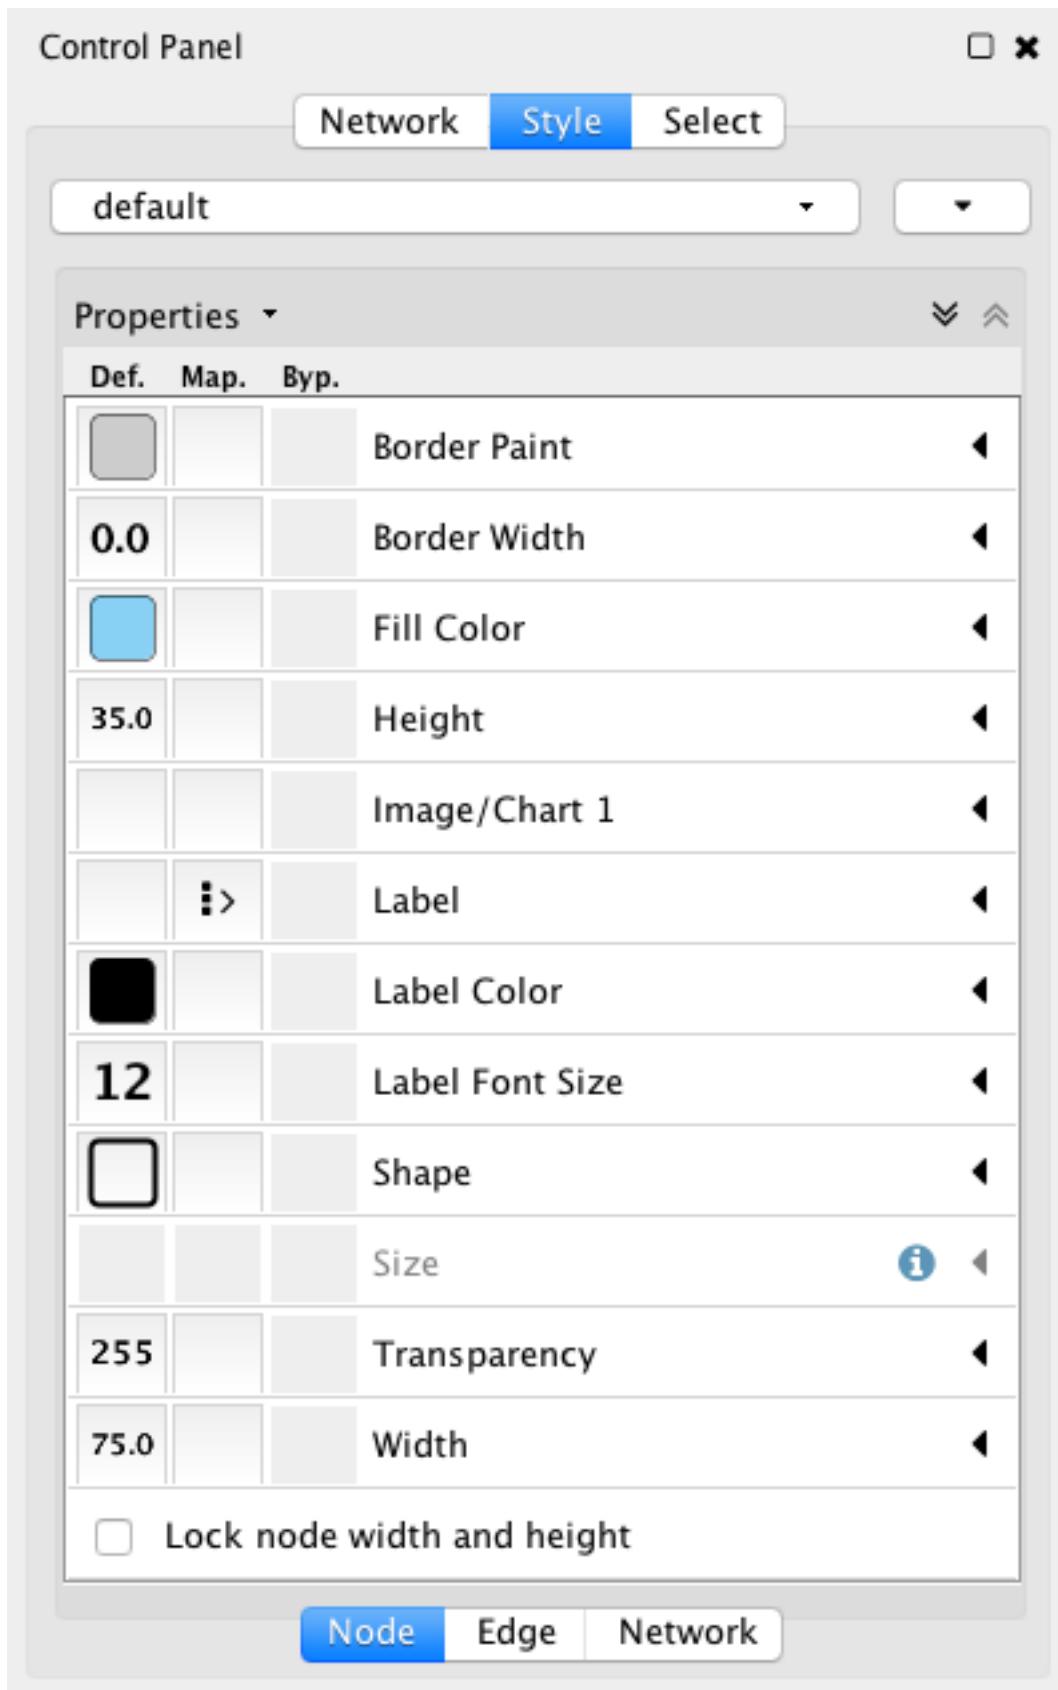 Control Panel
Network Style Select
default
Properties
Def. Map. Byp.
Border Paint
0.0 Border Width
Fill Color
35.0 Height
Image/Chart 1
Label
Label Color
12 Label Font Size
Shape
Size
255 Transparency
75.0 Width
Lock node width and height
Node Edge Network